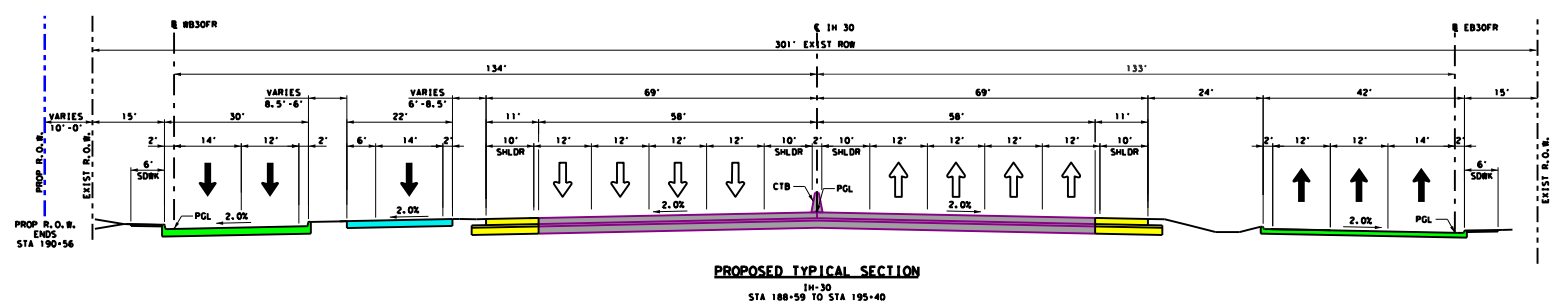 ℄ WB30FR
℄ IH 30
℄ EB30FR
301' EXIST ROW
134'
133'
VARIES
8.5'-6'
VARIES
6'-8.5'
69'
69'
24'
42'
15'
VARIES
10'-0'
15'
30'
22'
11'
58'
58'
11'
2'
14'
12'
2'
6'
14'
2'
10'
SHLDR
12'
12'
12'
12'
10'
SHLDR
2'
10'
SHLDR
12'
12'
12'
12'
10'
SHLDR
2'
12'
12'
14'
2'
6'
SDWK
6'
SDWK
PROP R.O.W.
EXIST R.O.W.
EXIST R.O.W.
CTB
PGL
PGL
2.0%
2.0%
2.0%
2.0%
2.0%
PGL
PROP R.O.W.
ENDS
STA 190+56
PROPOSED TYPICAL SECTION
IH-30
STA 188+59 TO STA 195+40